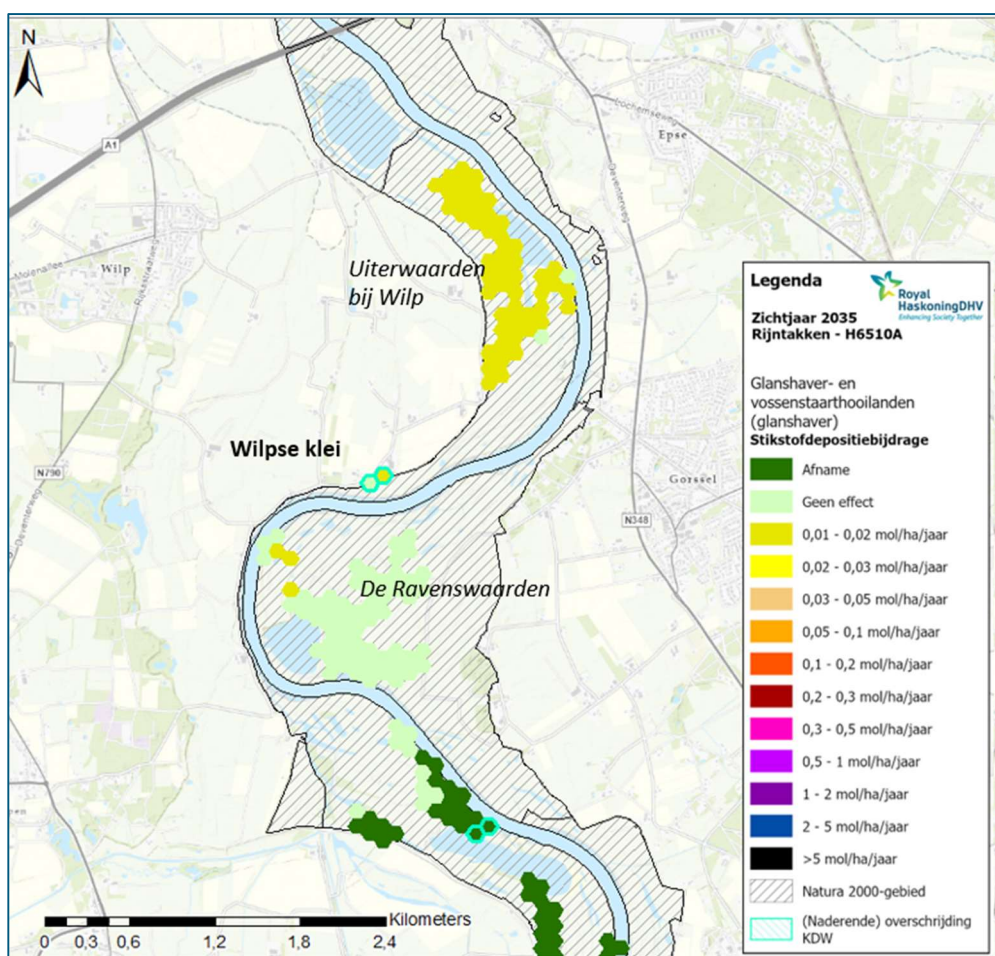 N
A1
Epse
Lochemseweg
Deventerweg
Molenallee
Wilp
Rijksstraatweg
Uiterwaarden
bij Wilp
Wilpse klei
N790
Deventerweg
Gorssel
N348
De Ravenswaarden
Kilometers
0 0,3 0,6 1,2 1,8 2,4
Legenda
Royal
HaskoningDHV
Enhancing Society Together
Zichtjaar 2035
Rijntakken - H6510A
Glanshaver- en
vossenstaarthooilanden
(glanshaver)
Stikstofdepositiebijdrage
Afname
Geen effect
0,01 - 0,02 mol/ha/jaar
0,02 - 0,03 mol/ha/jaar
0,03 - 0,05 mol/ha/jaar
0,05 - 0,1 mol/ha/jaar
0,1 - 0,2 mol/ha/jaar
0,2 - 0,3 mol/ha/jaar
0,3 - 0,5 mol/ha/jaar
0,5 - 1 mol/ha/jaar
1 - 2 mol/ha/jaar
2 - 5 mol/ha/jaar
>5 mol/ha/jaar
Natura 2000-gebied
(Naderende) overschrijding
KDW